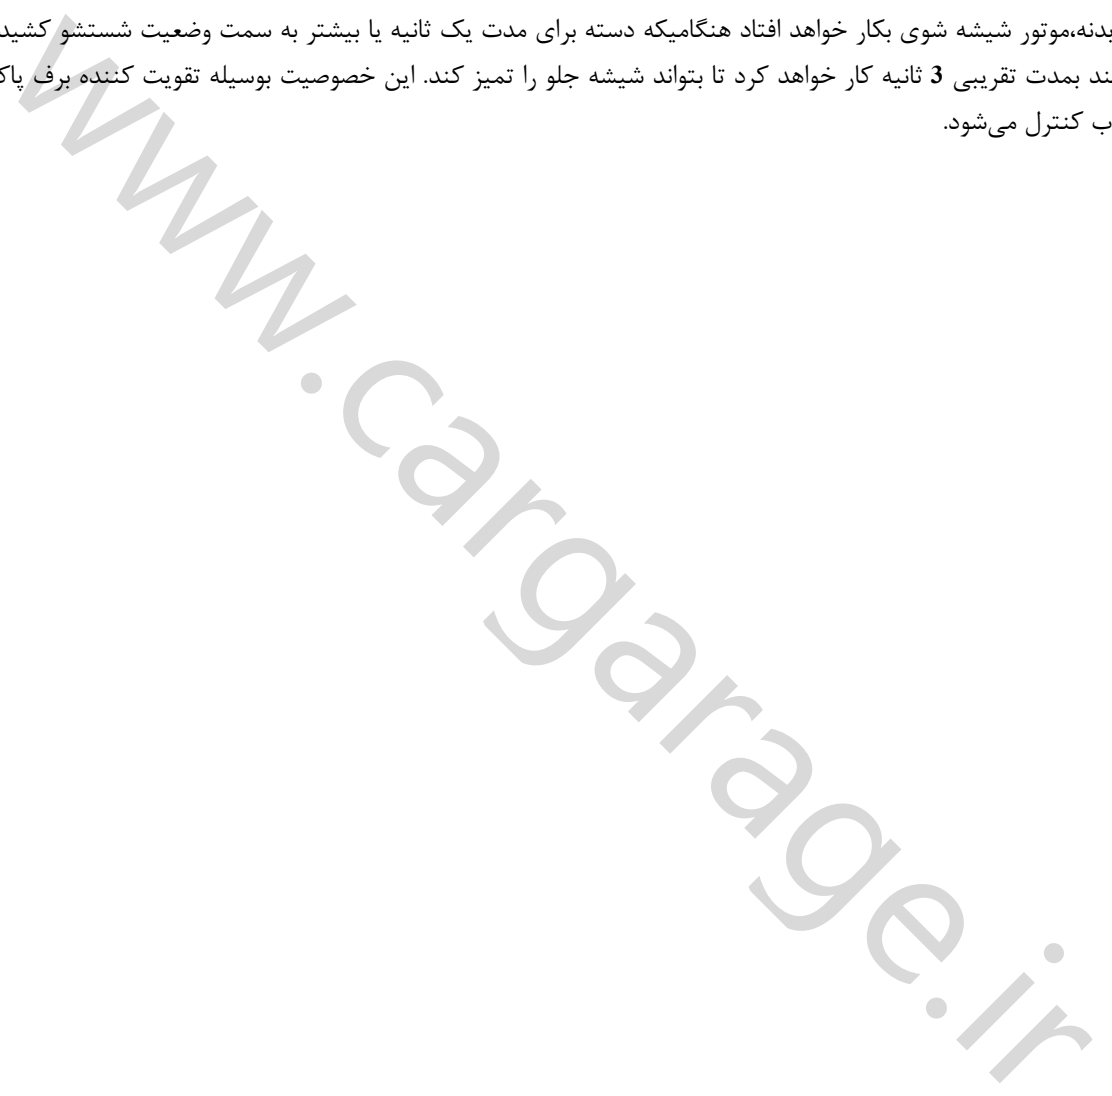 بدنه،موتور شیشه شوی بکار خواهد افتاد هنگامیکه دسته برای مدت یک ثانیه یا بیشتر به سمت وضعیت شستشو کشید
ند بمدت تقریبی 3 ثانیه کار خواهد کرد تا بتواند شیشه جلو را تمیز کند. این خصوصیت بوسیله تقویت کننده برف پاک
ب کنترل می‌شود.
www.cargarage.ir